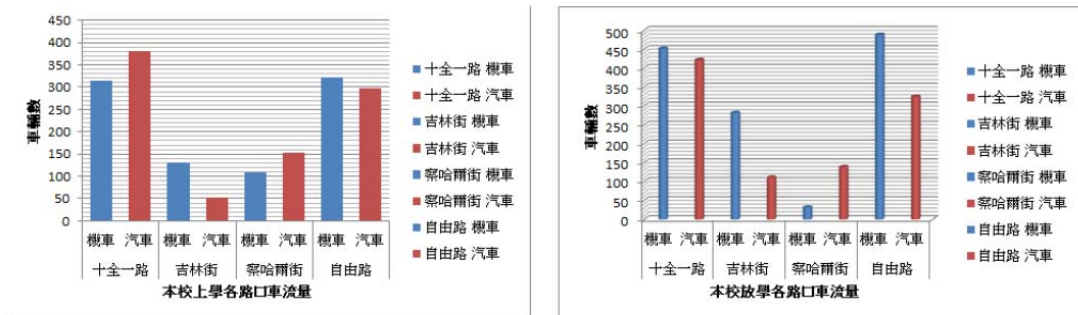 450
400
350
300
250
200
150
100
50
0
車輛數
機車 汽車 機車 汽車 機車 汽車 機車 汽車
十全一路 吉林街 察哈爾街 自由路
本校上學各路口車流量
十全一路 機車
十全一路 汽車
吉林街 機車
吉林街 汽車
察哈爾街 機車
察哈爾街 汽車
自由路 機車
自由路 汽車
500
450
400
350
300
250
200
150
100
50
0
車輛數
機車 汽車 機車 汽車 機車 汽車 機車 汽車
十全一路 吉林街 察哈爾街 自由路
本校放學各路口車流量
十全一路 機車
十全一路 汽車
吉林街 機車
吉林街 汽車
察哈爾街 機車
察哈爾街 汽車
自由路 機車
自由路 汽車